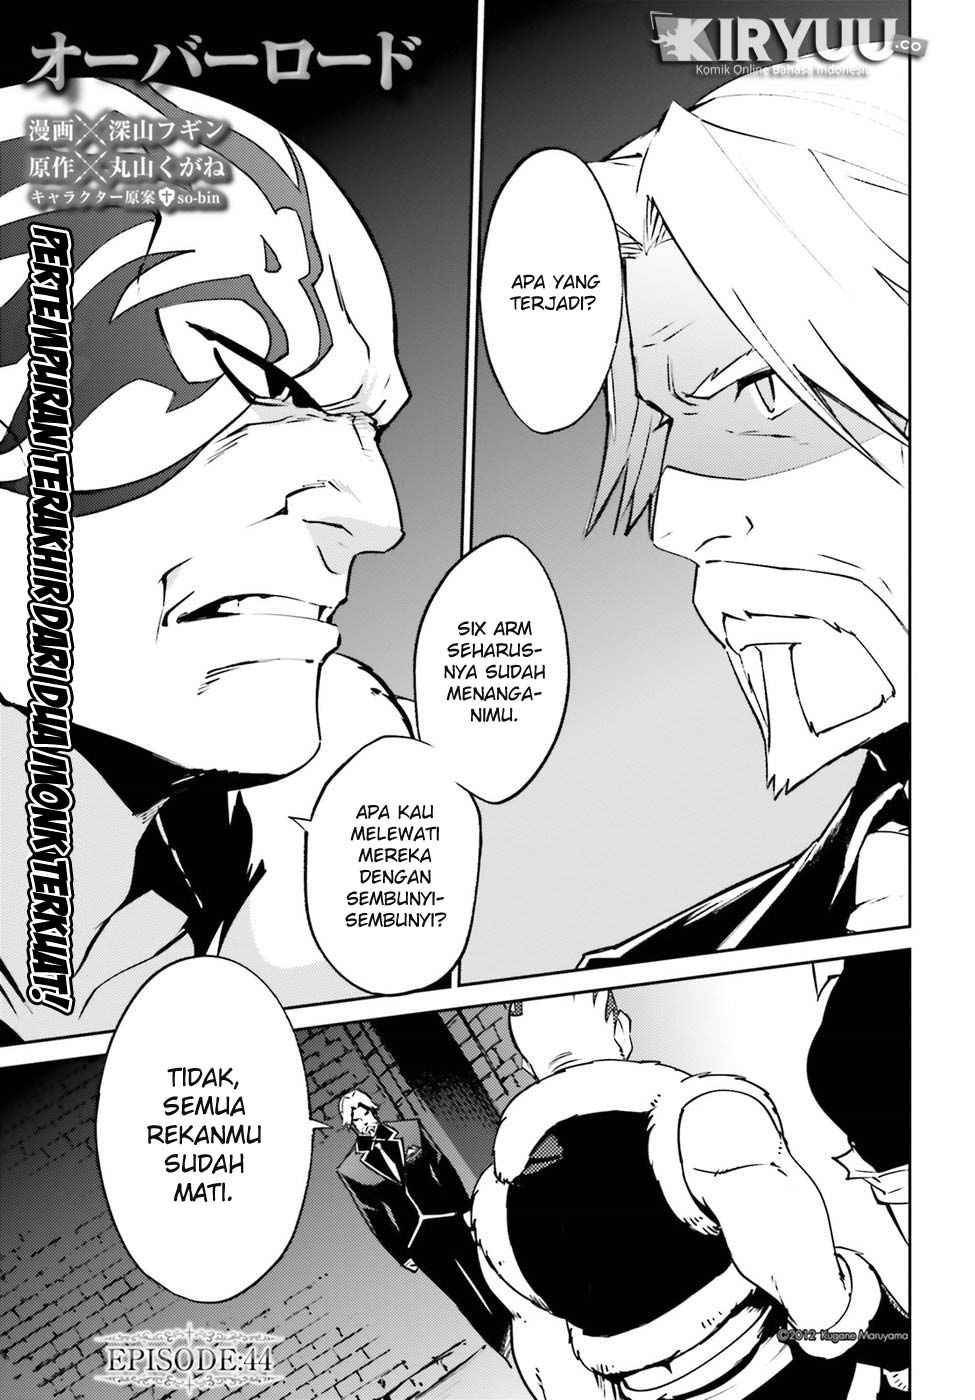 オーバーロード
漫画×深山フギン
原作×丸山くがね
キャラクター原案 so-bin
KIRYUU.co
Komik Online Bahasa Indonesi
PERTEMPURAN TERAKHIR DARI DUA MONK TERKUAT!
APA YANG
TERJADI?
SIX ARM
SEHARUS-
NYA SUDAH
MENANGA-
NIMU.
APA KAU
MELEWATI
MEREKA
DENGAN
SEMBUNYI-
SEMBUNYI?
TIDAK,
SEMUA
REKANMU
SUDAH
MATI.
©2012 Kugane Maruyama
EPISODE:44